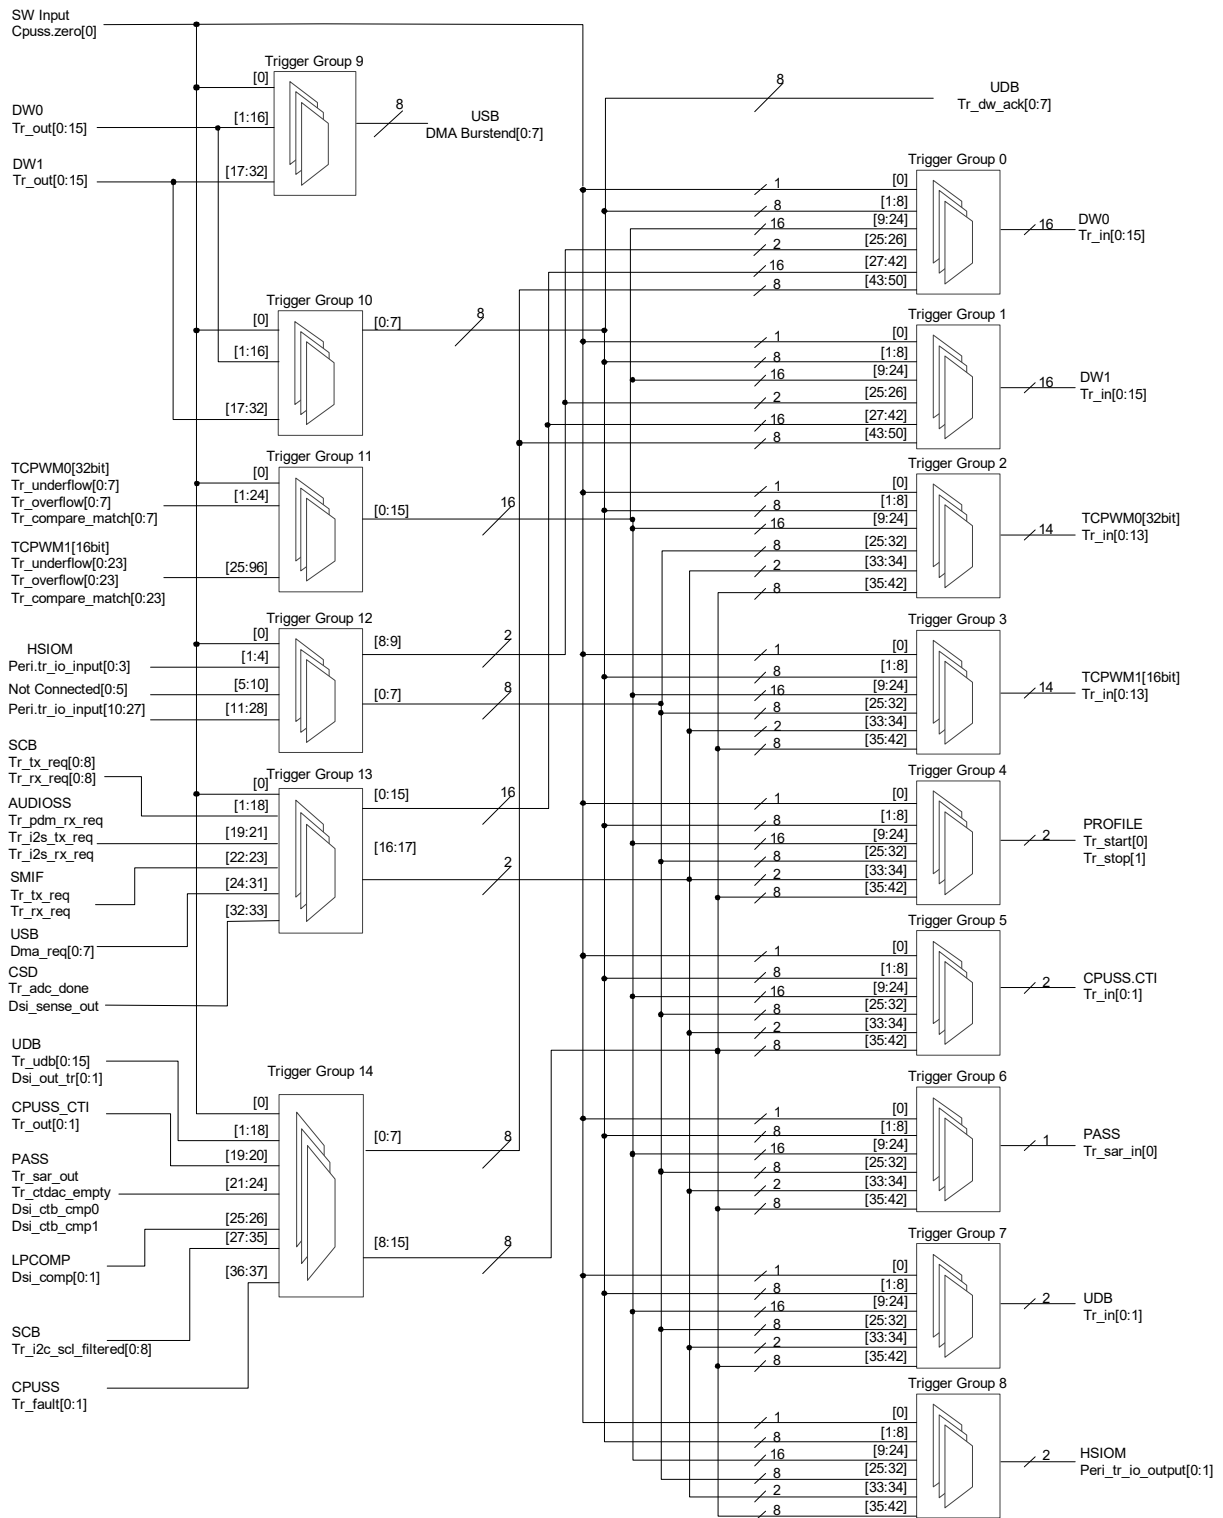 SW Input
Cpuss.zero[0]
Trigger Group 9
[0]
DW0
Tr_out[0:15]
[1:16]
8
USB
DMA Burstend[0:7]
DW1
Tr_out[0:15]
[17:32]
8
UDB
Tr_dw_ack[0:7]
Trigger Group 10
[0]
[0:7]
8
[1:16]
[17:32]
TCPWM0[32bit]
Tr_underflow[0:7]
Tr_overflow[0:7]
Tr_compare_match[0:7]
TCPWM1[16bit]
Tr_underflow[0:23]
Tr_overflow[0:23]
Tr_compare_match[0:23]
Trigger Group 11
[0]
[1:24]
[0:15]
16
[25:96]
HSIOM
Peri.tr_io_input[0:3]
Not Connected[0:5]
Peri.tr_io_input[10:27]
Trigger Group 12
[0]
[8:9]
2
[1:4]
[5:10]
[0:7]
8
[11:28]
SCB
Tr_tx_req[0:8]
Tr_rx_req[0:8]
AUDIOSS
Tr_pdm_rx_req
Tr_i2s_tx_req
Tr_i2s_rx_req
SMIF
Tr_tx_req
Tr_rx_req
USB
Dma_req[0:7]
CSD
Tr_adc_done
Dsi_sense_out
Trigger Group 13
[0]
[0:15]
16
[1:18]
[19:21]
[16:17]
2
[22:23]
[24:31]
[32:33]
UDB
Tr_udb[0:15]
Dsi_out_tr[0:1]
CPUSS_CTI
Tr_out[0:1]
PASS
Tr_sar_out
Tr_ctdac_empty
Dsi_ctb_cmp0
Dsi_ctb_cmp1
LPCOMP
Dsi_comp[0:1]
SCB
Tr_i2c_scl_filtered[0:8]
CPUSS
Tr_fault[0:1]
Trigger Group 14
[0]
[1:18]
[0:7]
8
[19:20]
[21:24]
[25:26]
[27:35]
[8:15]
8
[36:37]
Trigger Group 0
1 [0]
8 [1:8]
16 [9:24]
2 [25:26]
16 [27:42]
8 [43:50]
16
DW0
Tr_in[0:15]
Trigger Group 1
1 [0]
8 [1:8]
16 [9:24]
2 [25:26]
16 [27:42]
8 [43:50]
16
DW1
Tr_in[0:15]
Trigger Group 2
1 [0]
8 [1:8]
16 [9:24]
8 [25:32]
2 [33:34]
8 [35:42]
14
TCPWM0[32bit]
Tr_in[0:13]
Trigger Group 3
1 [0]
8 [1:8]
16 [9:24]
8 [25:32]
2 [33:34]
8 [35:42]
14
TCPWM1[16bit]
Tr_in[0:13]
Trigger Group 4
1 [0]
8 [1:8]
16 [9:24]
8 [25:32]
2 [33:34]
8 [35:42]
2
PROFILE
Tr_start[0]
Tr_stop[1]
Trigger Group 5
1 [0]
8 [1:8]
16 [9:24]
8 [25:32]
2 [33:34]
8 [35:42]
2
CPUSS.CTI
Tr_in[0:1]
Trigger Group 6
1 [0]
8 [1:8]
16 [9:24]
8 [25:32]
2 [33:34]
8 [35:42]
1
PASS
Tr_sar_in[0]
Trigger Group 7
1 [0]
8 [1:8]
16 [9:24]
8 [25:32]
2 [33:34]
8 [35:42]
2
UDB
Tr_in[0:1]
Trigger Group 8
1 [0]
8 [1:8]
16 [9:24]
8 [25:32]
2 [33:34]
8 [35:42]
2
HSIOM
Peri_tr_io_output[0:1]